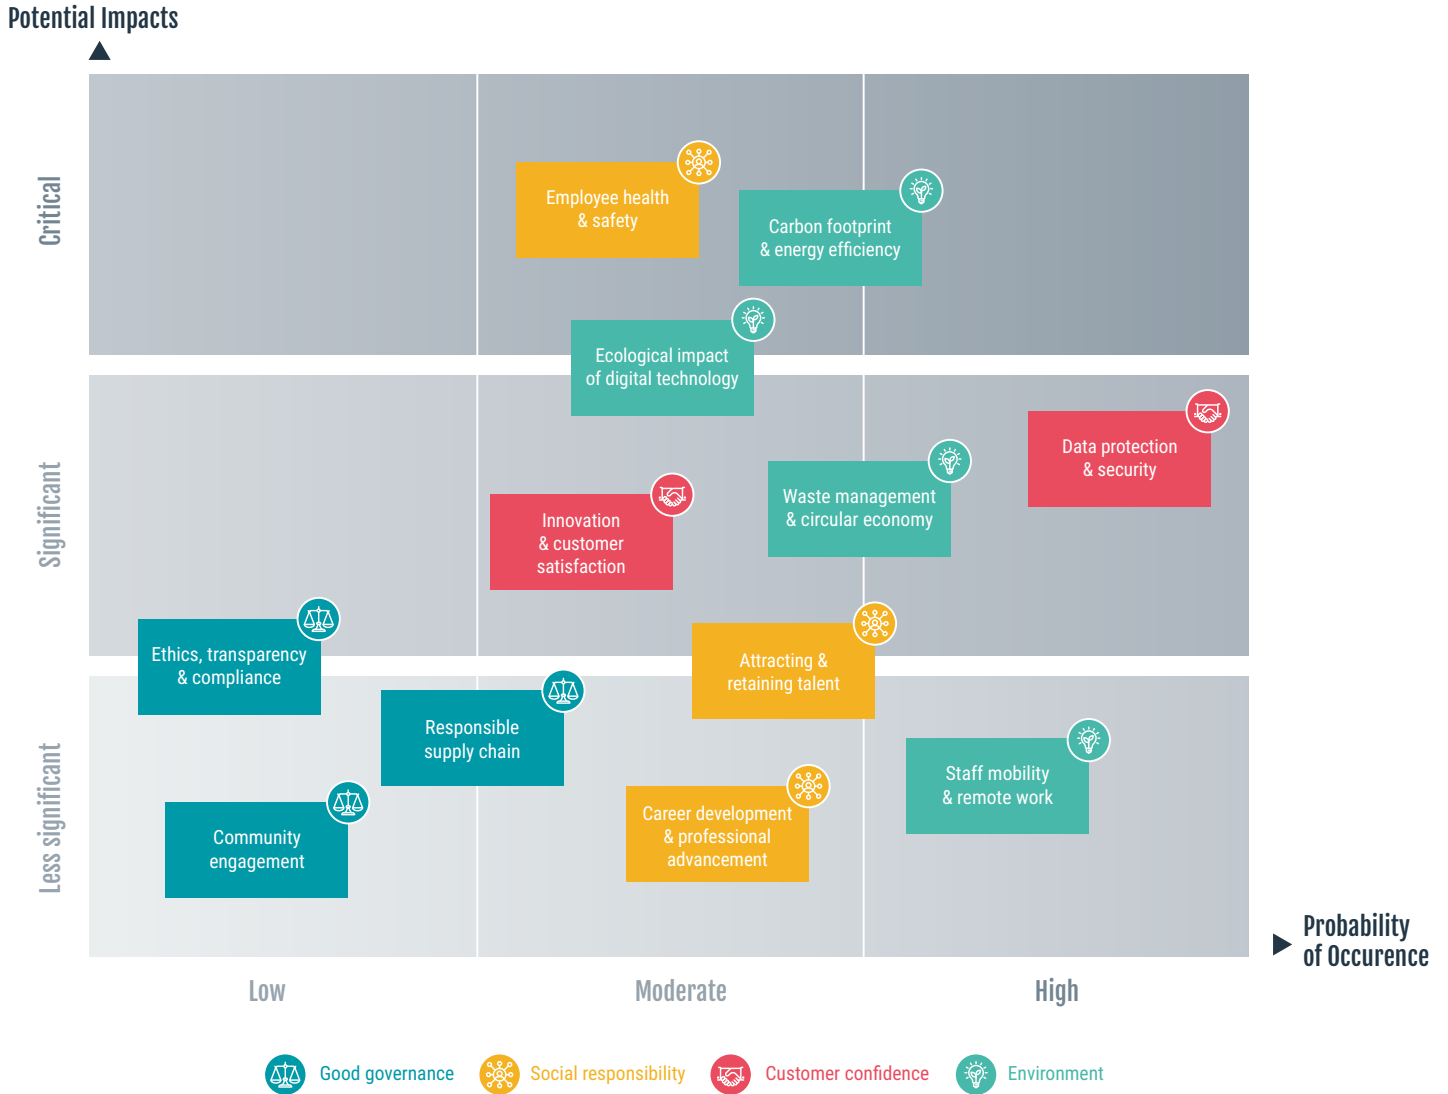 Potential Impacts
Critical
Employee health
& safety
Carbon footprint
& energy efficiency
Ecological impact
of digital technology
Significant
Data protection
& security
Waste management
& circular economy
Innovation
& customer
satisfaction
Ethics, transparency
& compliance
Attracting &
retaining talent
Less significant
Responsible
supply chain
Staff mobility
& remote work
Career development
& professional
advancement
Community
engagement
Probability
of Occurence
Low
Moderate
High
Good governance
Social responsibility
Customer confidence
Environment